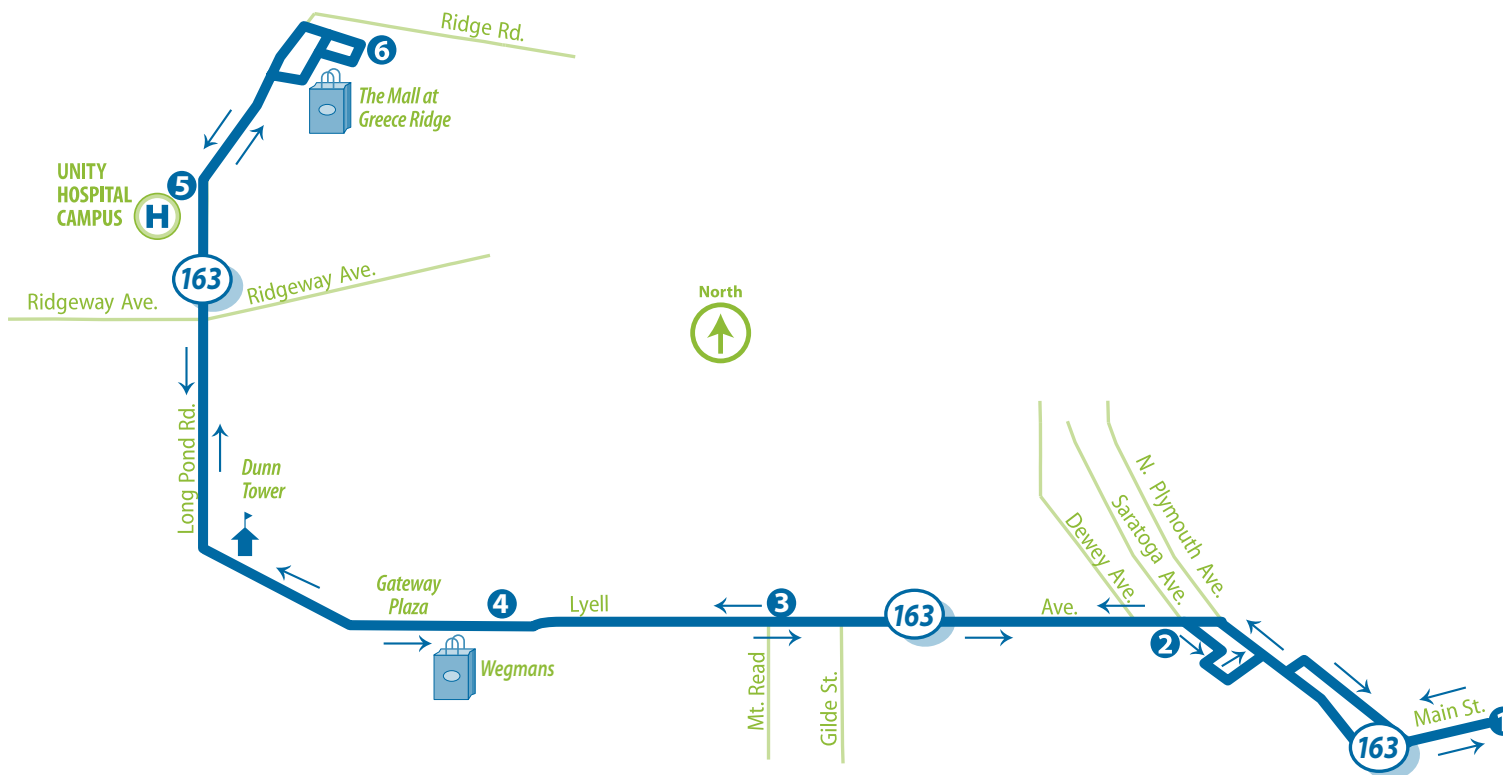 Ridge Rd.
6
The Mall at
Greece Ridge
UNITY
HOSPITAL
CAMPUS
H
5
163
Ridgeway Ave.
Ridgeway Ave.
North
Long Pond Rd.
Dunn
Tower
Gateway
Plaza
4
Wegmans
Lyell
3
163
Ave.
Mt. Read
Gilde St.
Dewey Ave.
Saratoga Ave.
N. Plymouth Ave.
2
163
Main St.
1